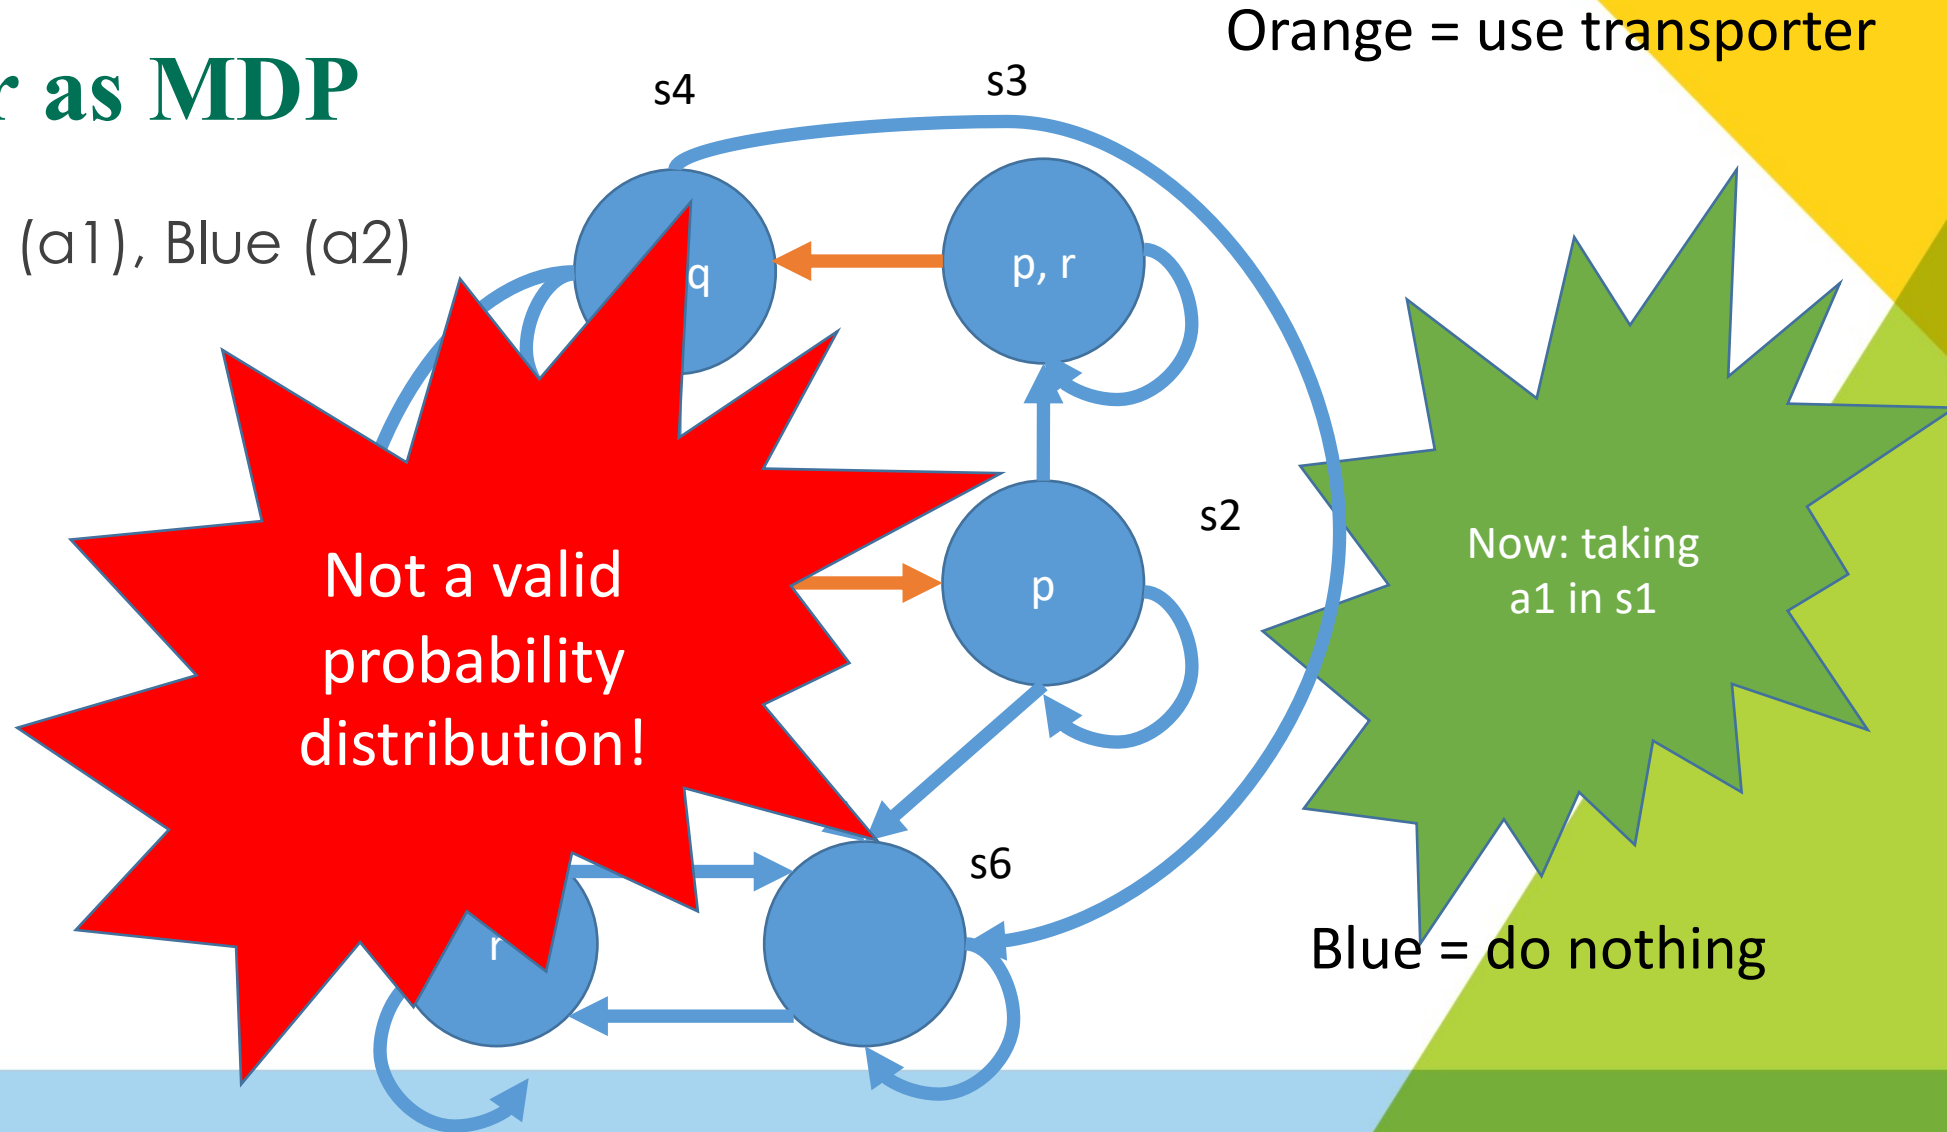 Orange = use transporter
r as MDP
s4
s3
(a1), Blue (a2)
q
p, r
s2
Not a valid
probability
distribution!
p
Now: taking
a1 in s1
s6
r
Blue = do nothing